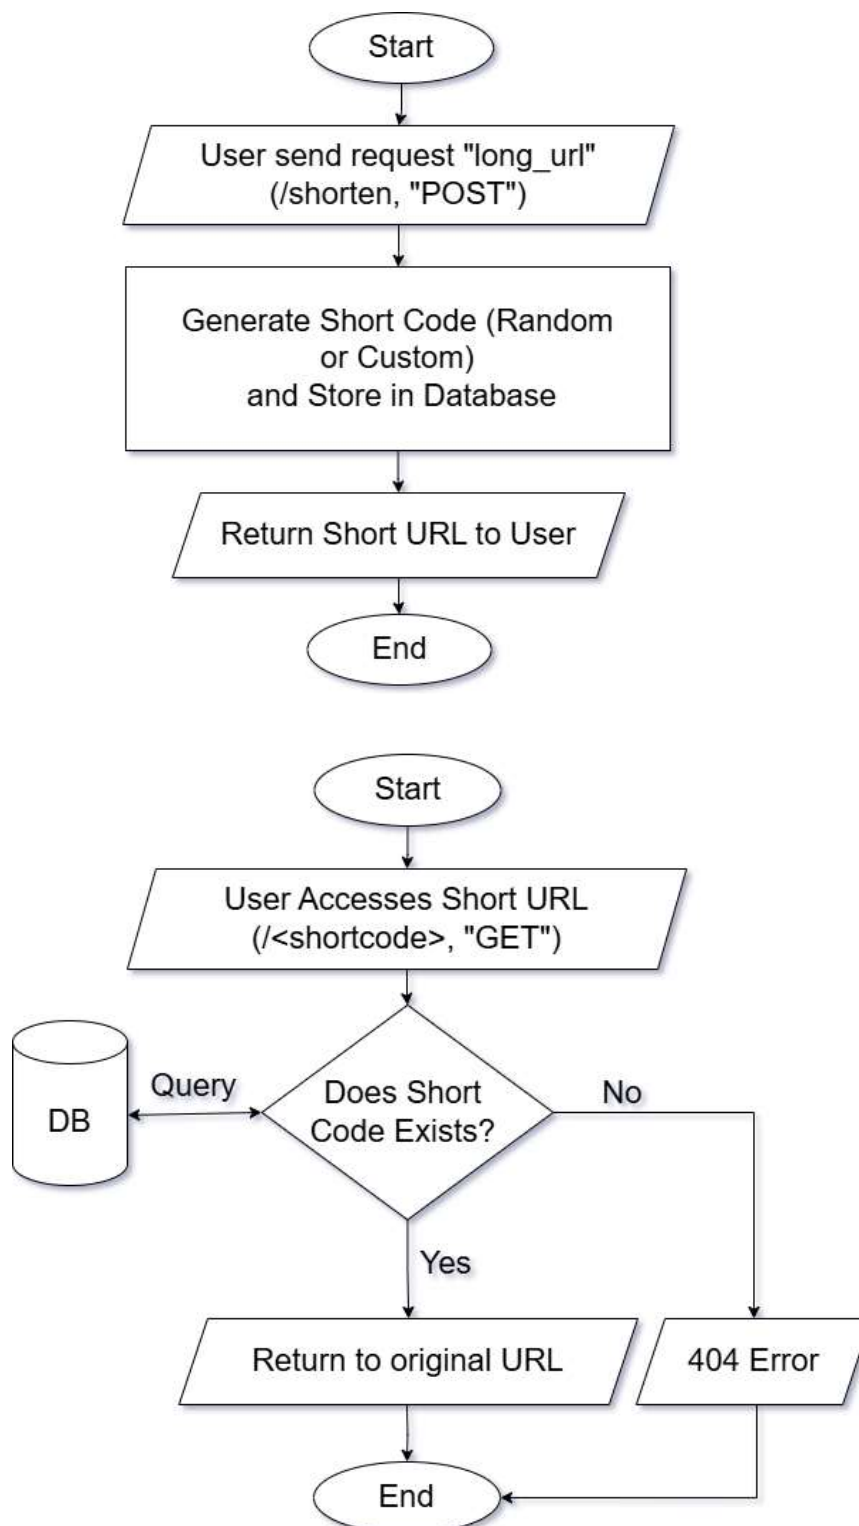 Start
User send request "long_url"
(/shorten, "POST")
Generate Short Code (Random
or Custom)
and Store in Database
Return Short URL to User
End
Start
User Accesses Short URL
(/<shortcode>, "GET")
DB
Query
Does Short
Code Exists?
No
Yes
Return to original URL
404 Error
End